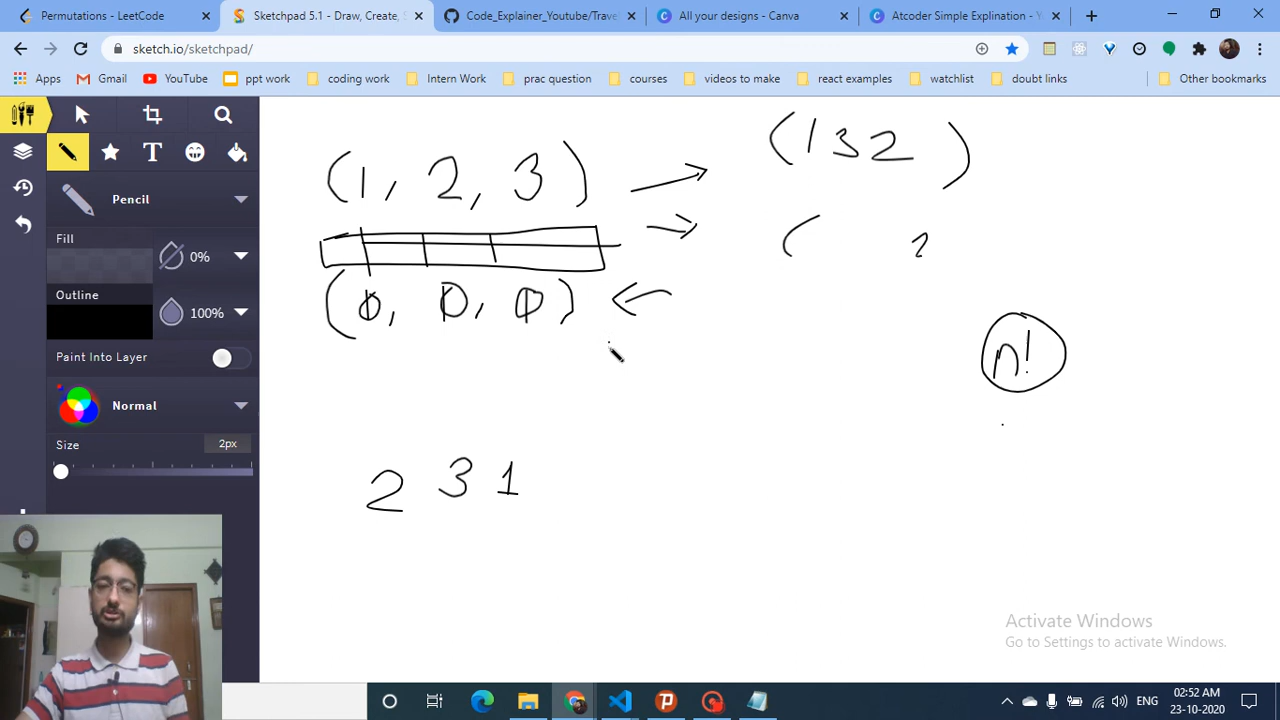 Permutations - LeetCode
Sketchpad 5.1 - Draw, Create, S
Code_Explainer_Youtube/Trave
All your designs - Canva
Atcoder Simple Explination - Yo
sketch.io/sketchpad/
Apps
Gmail
YouTube
ppt work
coding work
Intern Work
prac question
courses
videos to make
react examples
watchlist
doubt links
Other bookmarks
Pencil
Fill
0%
Outline
100%
Paint Into Layer
Normal
Size
2px
(1, 2, 3)
(1 3 2 )
( 2
(0, 0, 0)
n!
2 3 1
Activate Windows
Go to Settings to activate Windows.
ENG
02:52 AM
23-10-2020